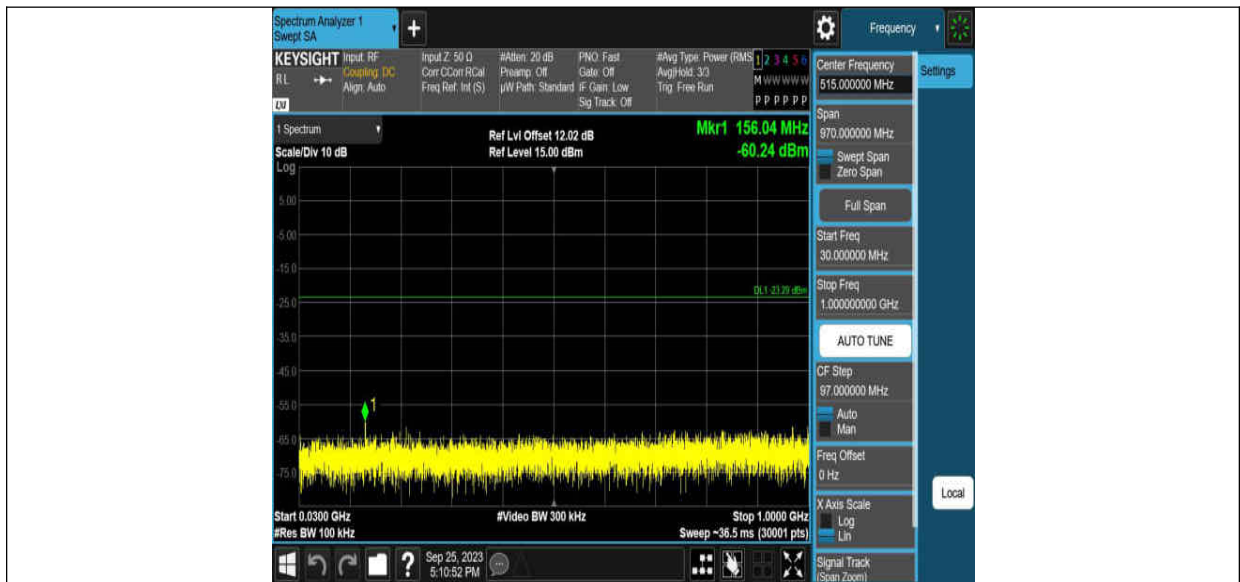 Spectrum Analyzer 1
Swept SA
+
Frequency
KEYSIGHT
RL
LXI
Input: RF
Coupling: DC
Align: Auto
Input Z: 50 Ω
Corr CCorr RCal
Freq Ref: Int (S)
#Atten: 20 dB
Preamp: Off
µW Path: Standard
PNO: Fast
Gate: Off
IF Gain: Low
Sig Track: Off
#Avg Type: Power (RMS
Avg|Hold: 3/3
Trig: Free Run
1 2 3 4 5 6
M W W W W W
P P P P P P
Center Frequency
515.000000 MHz
Settings
Span
970.000000 MHz
Swept Span
Zero Span
Full Span
Start Freq
30.000000 MHz
Stop Freq
1.000000000 GHz
AUTO TUNE
CF Step
97.000000 MHz
Auto
Man
Freq Offset
0 Hz
X Axis Scale
Log
Lin
Signal Track
(Span Zoom)
Local
1 Spectrum
Scale/Div 10 dB
Log
Ref Lvl Offset 12.02 dB
Ref Level 15.00 dBm
Mkr1 156.04 MHz
-60.24 dBm
5.00
-5.00
-15.0
DL1 -23.29 dBm
-25.0
-35.0
-45.0
-55.0
1
-65.0
-75.0
Start 0.0300 GHz
#Res BW 100 kHz
#Video BW 300 kHz
Stop 1.0000 GHz
Sweep ~36.5 ms (30001 pts)
?
Sep 25, 2023
5:10:52 PM